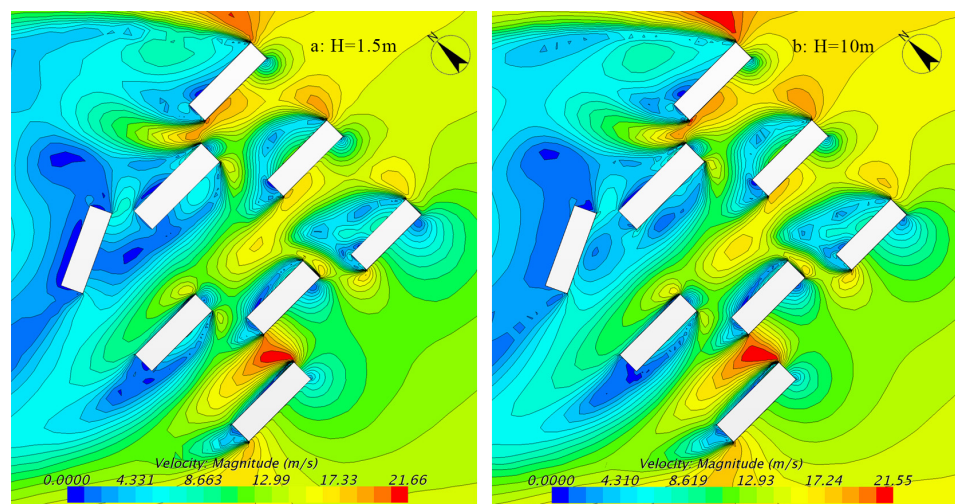 a: H=1.5m
N
Velocity: Magnitude (m/s)
0.0000 4.331 8.663 12.99 17.33 21.66
b: H=10m
N
Velocity: Magnitude (m/s)
0.0000 4.310 8.619 12.93 17.24 21.55